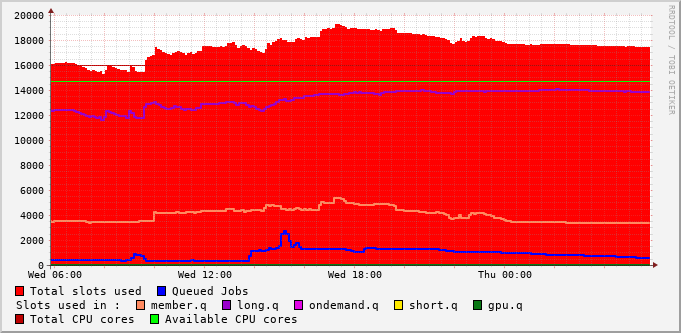 RRDTOOL / TOBI OETIKER
20000
18000
16000
14000
12000
10000
8000
6000
4000
2000
0
Wed 06:00 Wed 12:00 Wed 18:00 Thu 00:00
Total slots used Queued Jobs
Slots used in : member.q long.q ondemand.q short.q gpu.q
Total CPU cores Available CPU cores